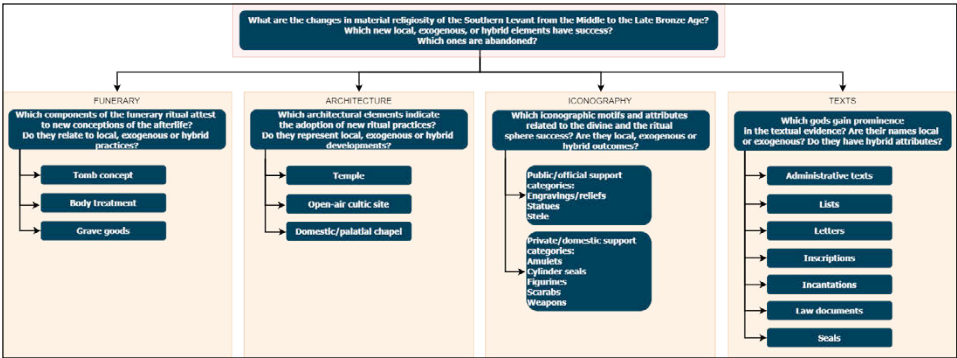 What are the changes in material religiosity of the Southern Levant from the Middle to the Late Bronze Age?
Which new local, exogenous, or hybrid elements have success?
Which ones are abandoned?
FUNERARY
Which components of the funerary ritual attest
to new conceptions of the afterlife?
Do they relate to local, exogenous or hybrid
practices?
Tomb concept
Body treatment
Grave goods
ARCHITECTURE
Which architectural elements indicate
the adoption of new ritual practices?
Do they represent local, exogenous or hybrid
developments?
Temple
Open-air cultic site
Domestic/palatial chapel
ICONOGRAPHY
Which iconographic motifs and attributes
related to the divine and the ritual
sphere success? Are they local, exogenous or
hybrid outcomes?
Public/official support
categories:
Engravings/reliefs
Statues
Stele
Private/domestic support
categories:
Amulets
Cylinder seals
Figurines
Scarabs
Weapons
TEXTS
Which gods gain prominence
in the textual evidence? Are their names local
or exogenous? Do they have hybrid attributes?
Administrative texts
Lists
Letters
Inscriptions
Incantations
Law documents
Seals